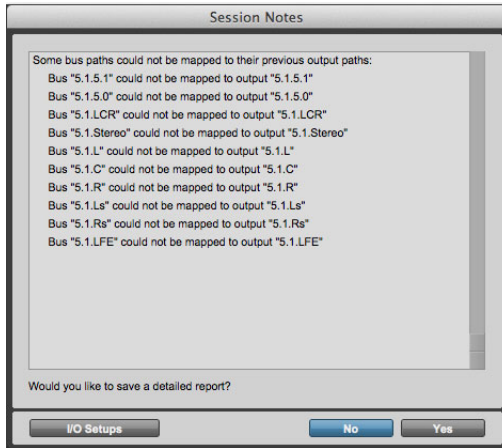 Session Notes
Some bus paths could not be mapped to their previous output paths:
Bus "5.1.5.1" could not be mapped to output "5.1.5.1"
Bus "5.1.5.0" could not be mapped to output "5.1.5.0"
Bus "5.1.LCR" could not be mapped to output "5.1.LCR"
Bus "5.1.Stereo" could not be mapped to output "5.1.Stereo"
Bus "5.1.L" could not be mapped to output "5.1.L"
Bus "5.1.C" could not be mapped to output "5.1.C"
Bus "5.1.R" could not be mapped to output "5.1.R"
Bus "5.1.Ls" could not be mapped to output "5.1.Ls"
Bus "5.1.Rs" could not be mapped to output "5.1.Rs"
Bus "5.1.LFE" could not be mapped to output "5.1.LFE"
Would you like to save a detailed report?
I/O Setups
No
Yes